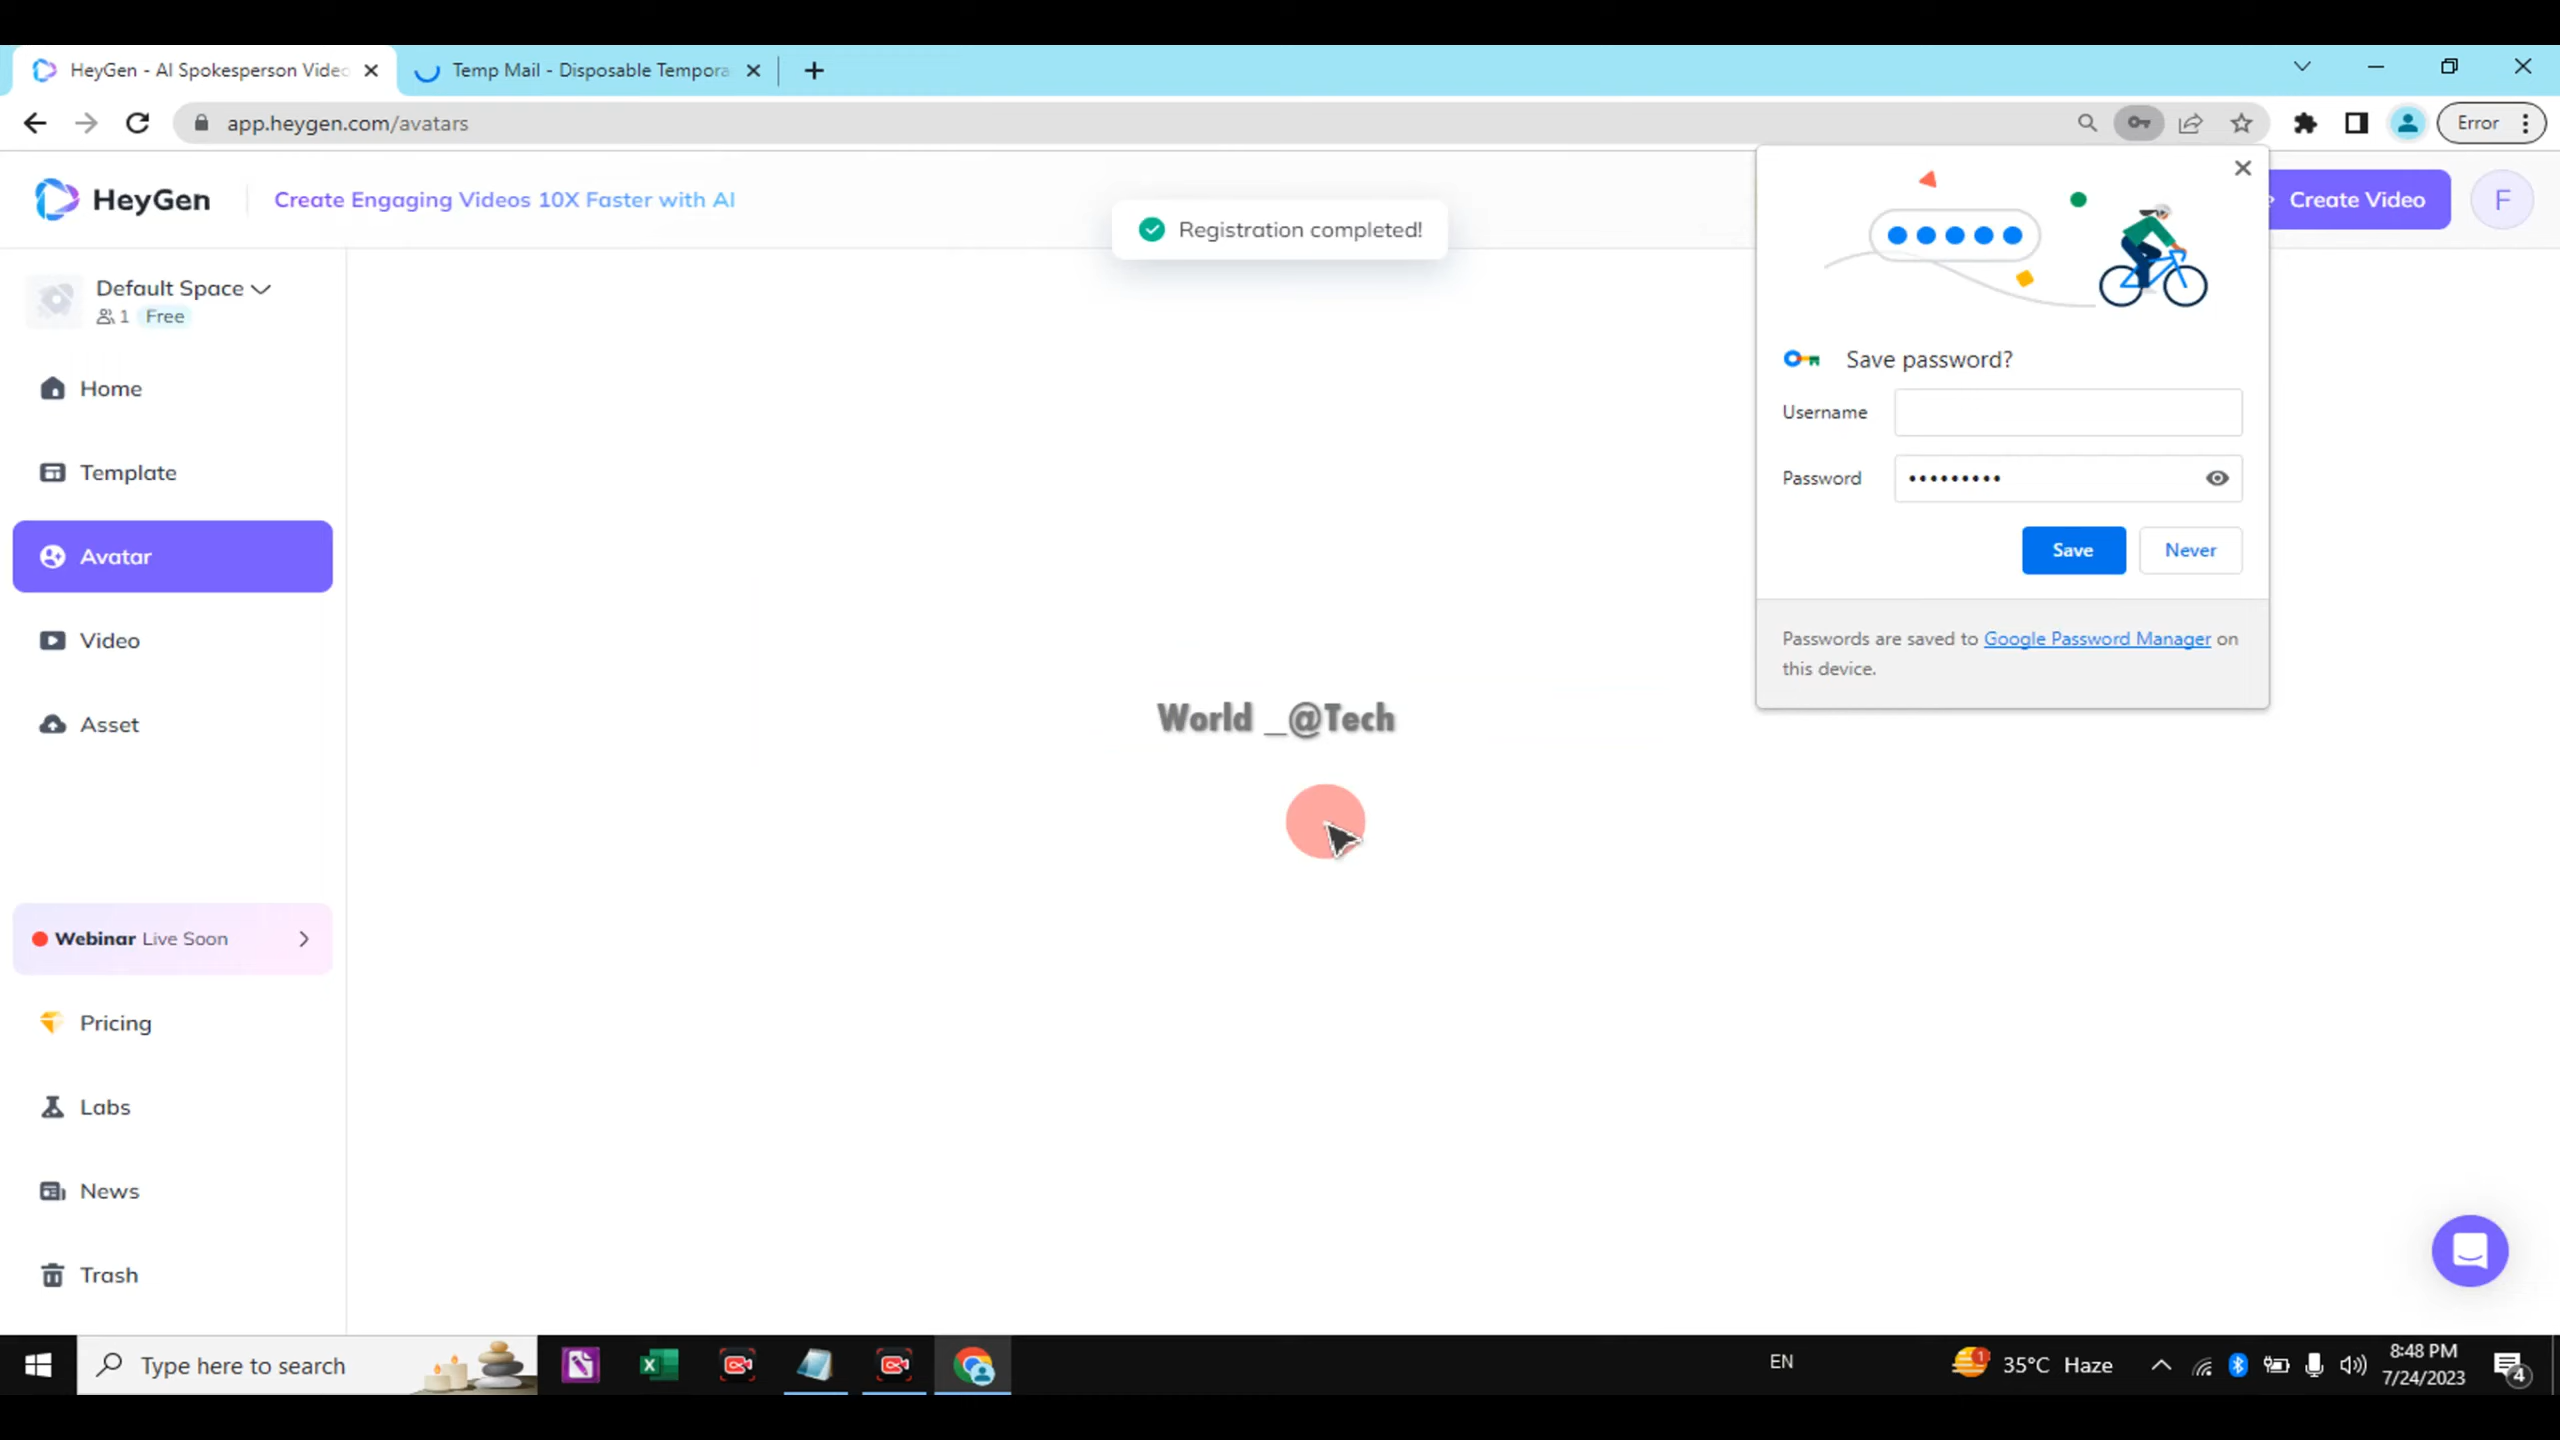 HeyGen - AI Spokesperson Video
Temp Mail - Disposable Tempora
app.heygen.com/avatars
Error
HeyGen
Create Engaging Videos 10X Faster with AI
Registration completed!
Create Video
F
Default Space
1 Free
Home
Template
Avatar
Video
Asset
Webinar Live Soon
Pricing
Labs
News
Trash
Save password?
Username
Password
Save
Never
Passwords are saved to Google Password Manager on
this device.
World _@Tech
Type here to search
EN
1
35°C Haze
8:48 PM
7/24/2023
4